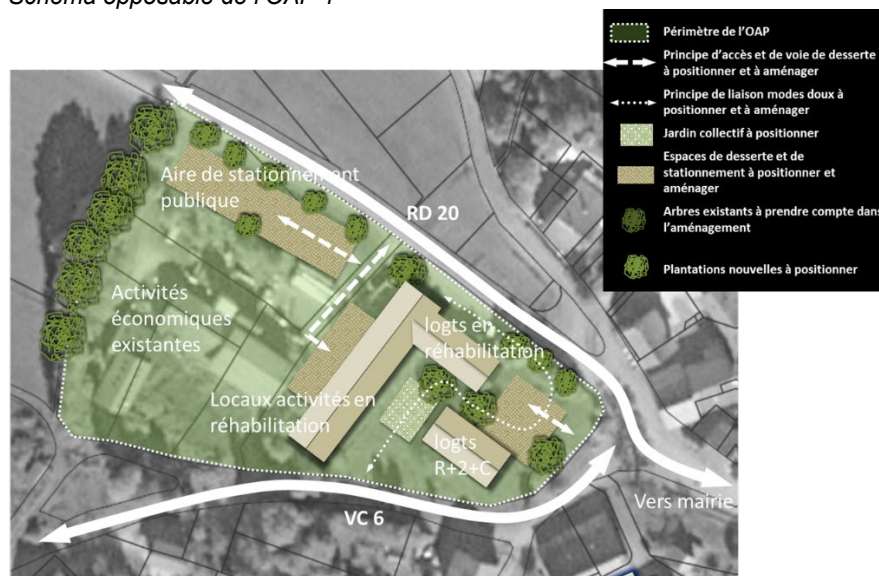 Schéma opposable de l'OAP 1
Périmètre de l'OAP
Principe d'accès et de voie de desserte
à positionner et à aménager
Principe de liaison modes doux à
positionner et à aménager
Jardin collectif à positionner
Espaces de desserte et de
stationnement à positionner et
aménager
Arbres existants à prendre compte dans
l'aménagement
Plantations nouvelles à positionner
Aire de stationnement
publique
RD 20
Activités
économiques
existantes
logts en
réhabilitation
Locaux activités en
réhabilitation
logts
R+2+C
VC 6
Vers mairie